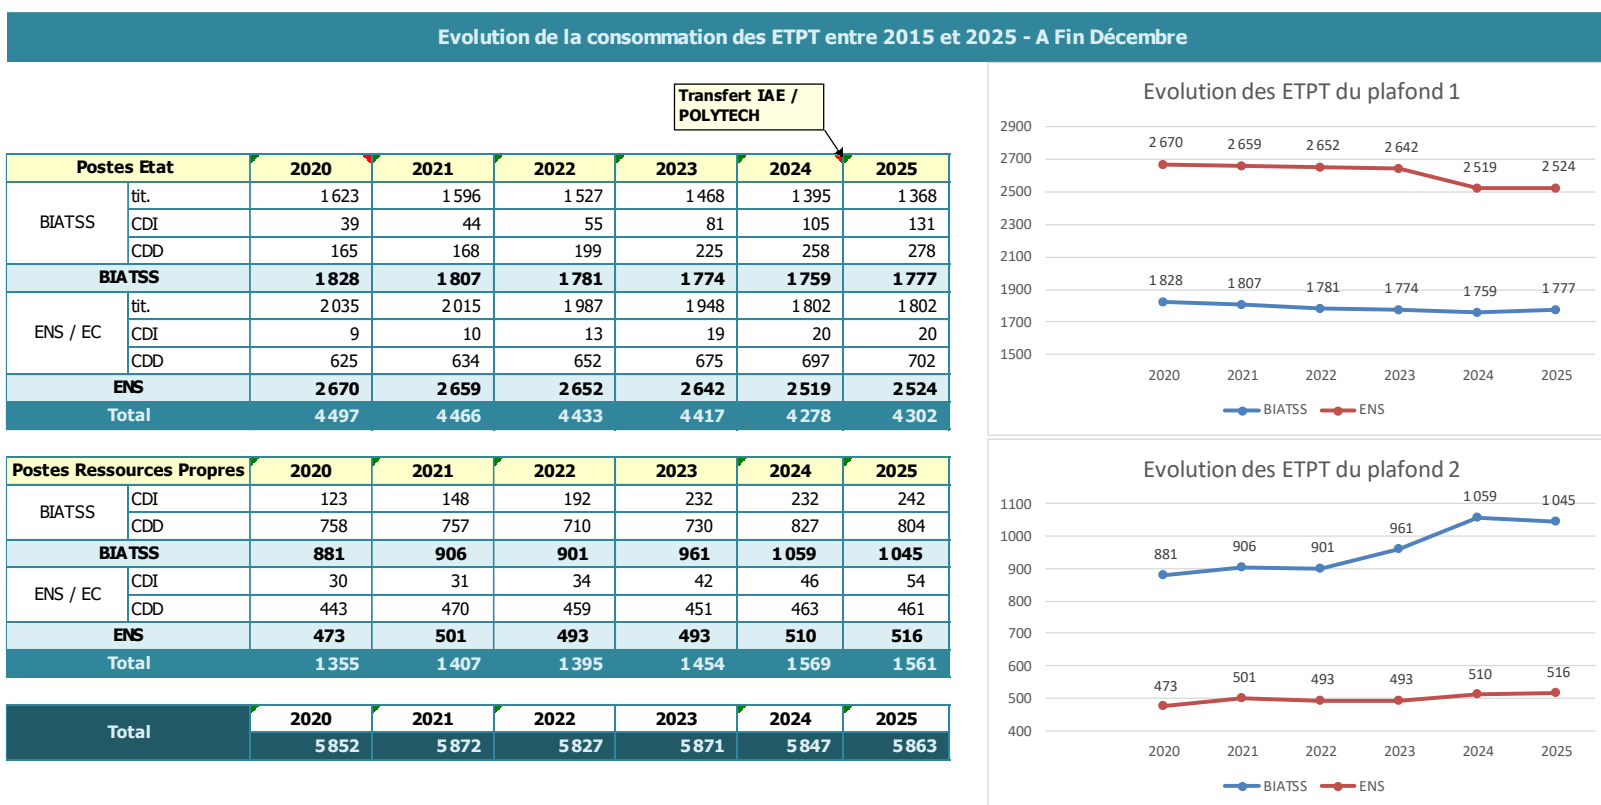 Evolution de la consommation des ETPT entre 2015 et 2025 - A Fin Décembre
Transfert IAE /
POLYTECH
Postes Etat 2020 2021 2022 2023 2024 2025
BIATSS
tit. 1 623 1 596 1 527 1 468 1 395 1 368
CDI 39 44 55 81 105 131
CDD 165 168 199 225 258 278
BIATSS 1 828 1 807 1 781 1 774 1 759 1 777
ENS / EC
tit. 2 035 2 015 1 987 1 948 1 802 1 802
CDI 9 10 13 19 20 20
CDD 625 634 652 675 697 702
ENS 2 670 2 659 2 652 2 642 2 519 2 524
Total 4 497 4 466 4 433 4 417 4 278 4 302
Postes Ressources Propres 2020 2021 2022 2023 2024 2025
BIATSS
CDI 123 148 192 232 232 242
CDD 758 757 710 730 827 804
BIATSS 881 906 901 961 1 059 1 045
ENS / EC
CDI 30 31 34 42 46 54
CDD 443 470 459 451 463 461
ENS 473 501 493 493 510 516
Total 1 355 1 407 1 395 1 454 1 569 1 561
Total
2020 2021 2022 2023 2024 2025
5 852 5 872 5 827 5 871 5 847 5 863
Evolution des ETPT du plafond 1
2900
2700
2500
2300
2100
1900
1700
1500
2 670 2 659 2 652 2 642 2 519 2 524
1 828 1 807 1 781 1 774 1 759 1 777
2020 2021 2022 2023 2024 2025
BIATSS ENS
Evolution des ETPT du plafond 2
1100
1000
900
800
700
600
500
400
881 906 901 961 1 059 1 045
473 501 493 493 510 516
2020 2021 2022 2023 2024 2025
BIATSS ENS